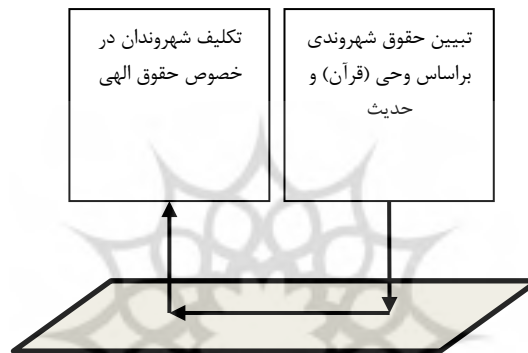 تبیین حقوق شهروندی
براساس وحی (قرآن) و
حدیث
تکلیف شهروندان در
خصوص حقوق الهی